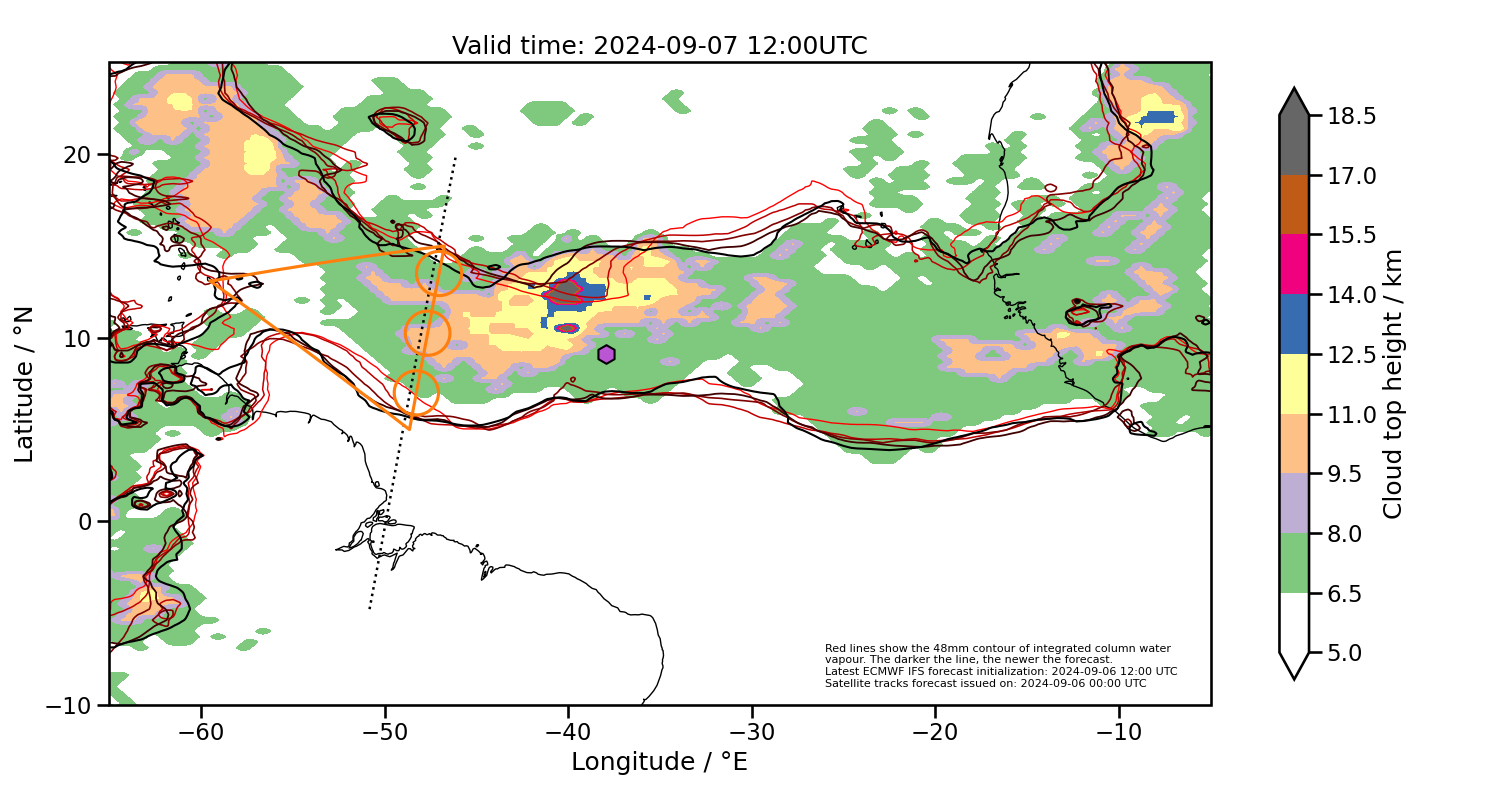 Valid time: 2024-09-07 12:00UTC
20
10
0
−10
Latitude / °N
−60
−50
−40
−30
−20
−10
Longitude / °E
Red lines show the 48mm contour of integrated column water
vapour. The darker the line, the newer the forecast.
Latest ECMWF IFS forecast initialization: 2024-09-06 12:00 UTC
Satellite tracks forecast issued on: 2024-09-06 00:00 UTC
18.5
17.0
15.5
14.0
12.5
11.0
9.5
8.0
6.5
5.0
Cloud top height / km